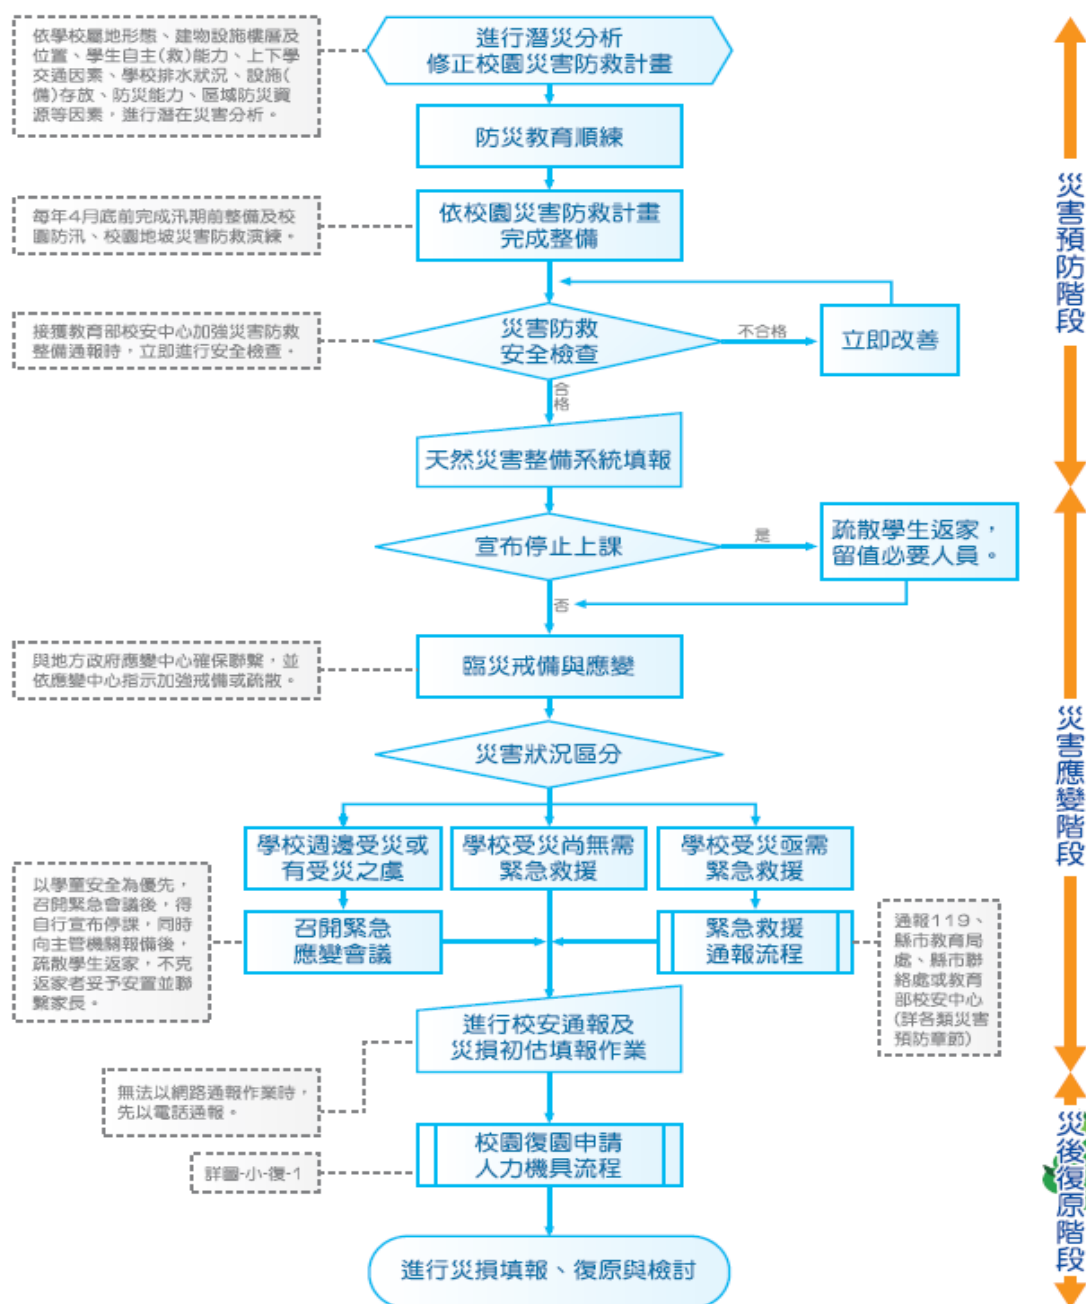 依學校屬地形態、建物設施樓層及
位置、學生自主(救)能力、上下學
交通因素、學校排水狀況、設施(
備)存放、防災能力、區域防災資
源等因素，進行潛在災害分析。
進行潛災分析
修正校園災害防救計畫
防災教育順練
每年4月底前完成汛期前整備及校
園防汛、校園地坡災害防救演練。
依校園災害防救計畫
完成整備
接獲教育部校安中心加強災害防救
整備通報時，立即進行安全檢查。
災害防救
安全檢查
不合格
立即改善
合
格
天然災害整備系統填報
災害預防階段
宣布停止上課
是
疏散學生返家，
留值必要人員。
否
與地方政府應變中心確保聯繫，並
依應變中心指示加強戒備或疏散。
臨災戒備與應變
災害狀況區分
學校週邊受災或
有受災之虞
學校受災尚無需
緊急救援
學校受災亟需
緊急救援
以學童安全為優先，
召開緊急會議後，得
自行宣布停課，同時
向主管機關報備後，
疏散學生返家，不克
返家者妥予安置並聯
繫家長。
召開緊急
應變會議
緊急救援
通報流程
通報119、
縣市教育局
處、縣市聯
絡處或教育
部校安中心
(詳各類災害
預防章節)
災害應變階段
進行校安通報及
災損初估填報作業
無法以網路通報作業時，
先以電話通報。
校園復園申請
人力機具流程
詳圖-小-復-1
進行災損填報、復原與檢討
災後復原階段